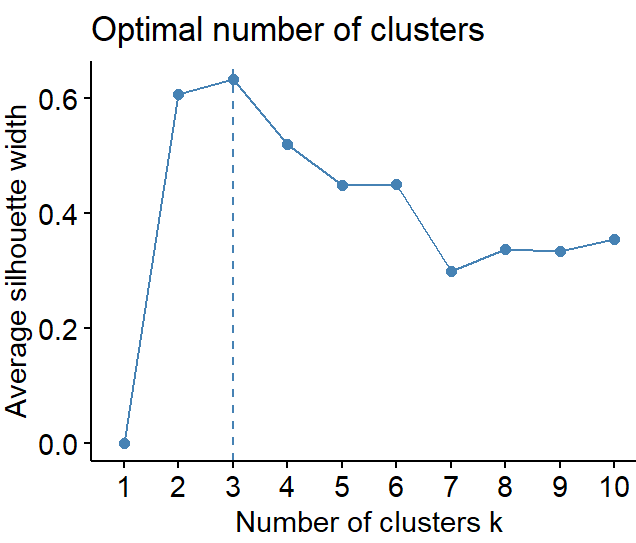 Optimal number of clusters
Average silhouette width
0.6
0.4
0.2
0.0
1 2 3 4 5 6 7 8 9 10
Number of clusters k